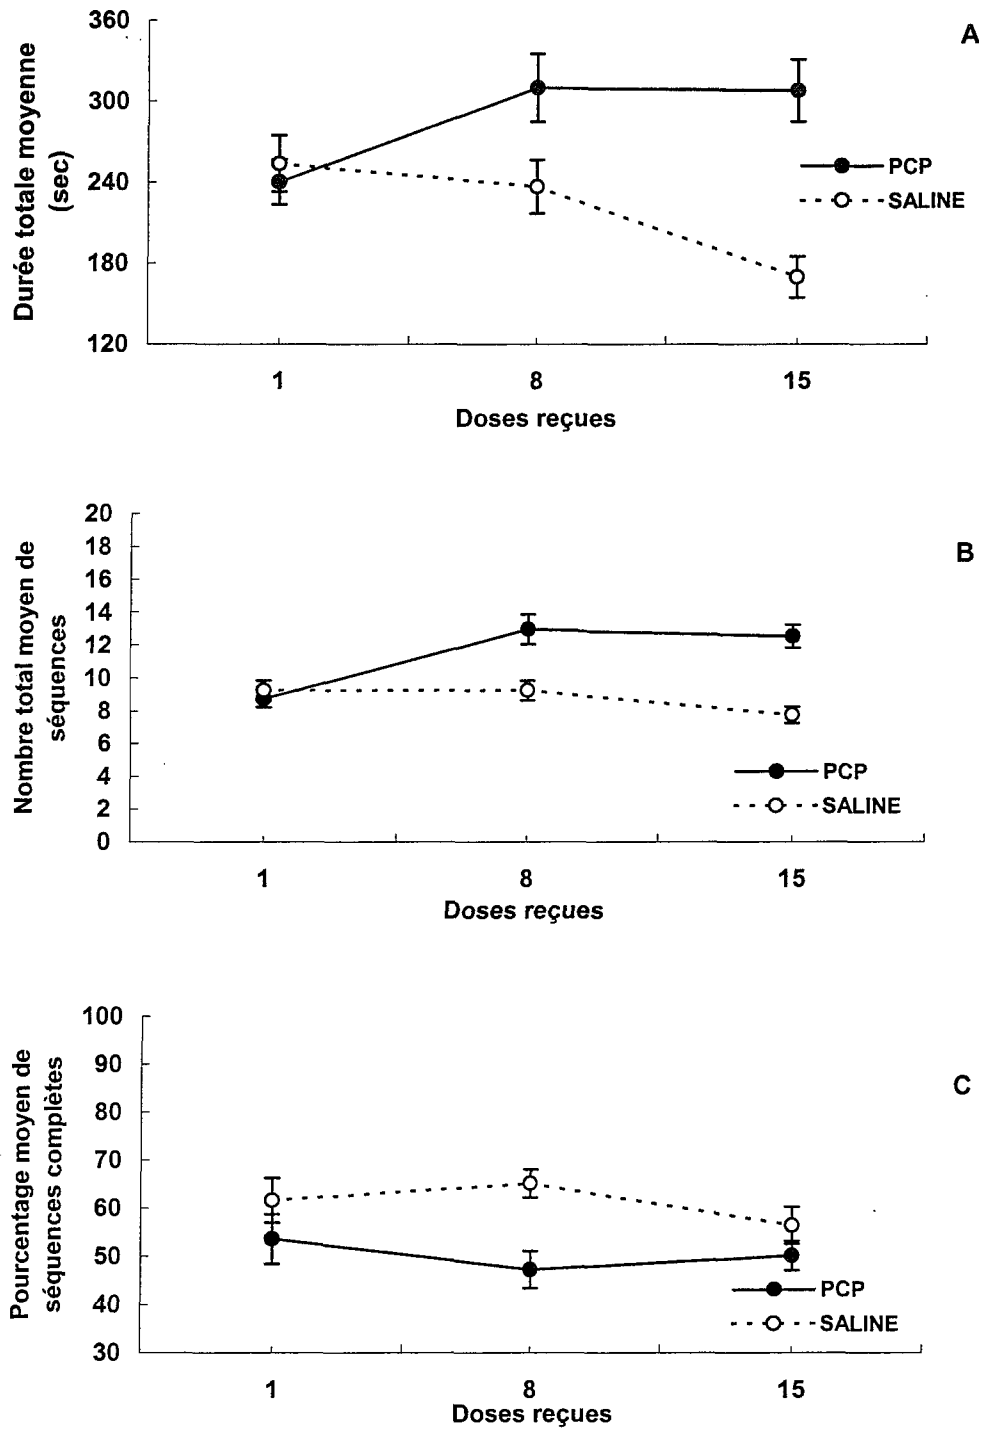 A
Durée totale moyenne
(sec)
360
300
240
180
120
PCP
SALINE
1 8 15
Doses reçues
B
Nombre total moyen de
séquences
20
18
16
14
12
10
8
6
4
2
0
PCP
SALINE
1 8 15
Doses reçues
C
Pourcentage moyen de
séquences complètes
100
90
80
70
60
50
40
30
PCP
SALINE
1 8 15
Doses reçues